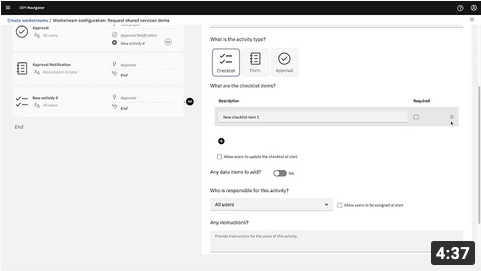 IBM Navigator
Create workstreams / Workstream configuration: Request shared services demo
Approval
All users
Approval Notification
New activity 4
Approval Notification
Workstream initiator
Approval
End
New activity 4
All users
Approval
End
End
What is the activity type?
Checklist
Form
Approval
What are the checklist items?
Description
Required
New checklist item 1
Allow users to update the checklist at start
Any data items to add?
No
Who is responsible for this activity?
All users
Allow users to be assigned at start
Any instructions?
Provide instructions for the users of this activity.
4:37